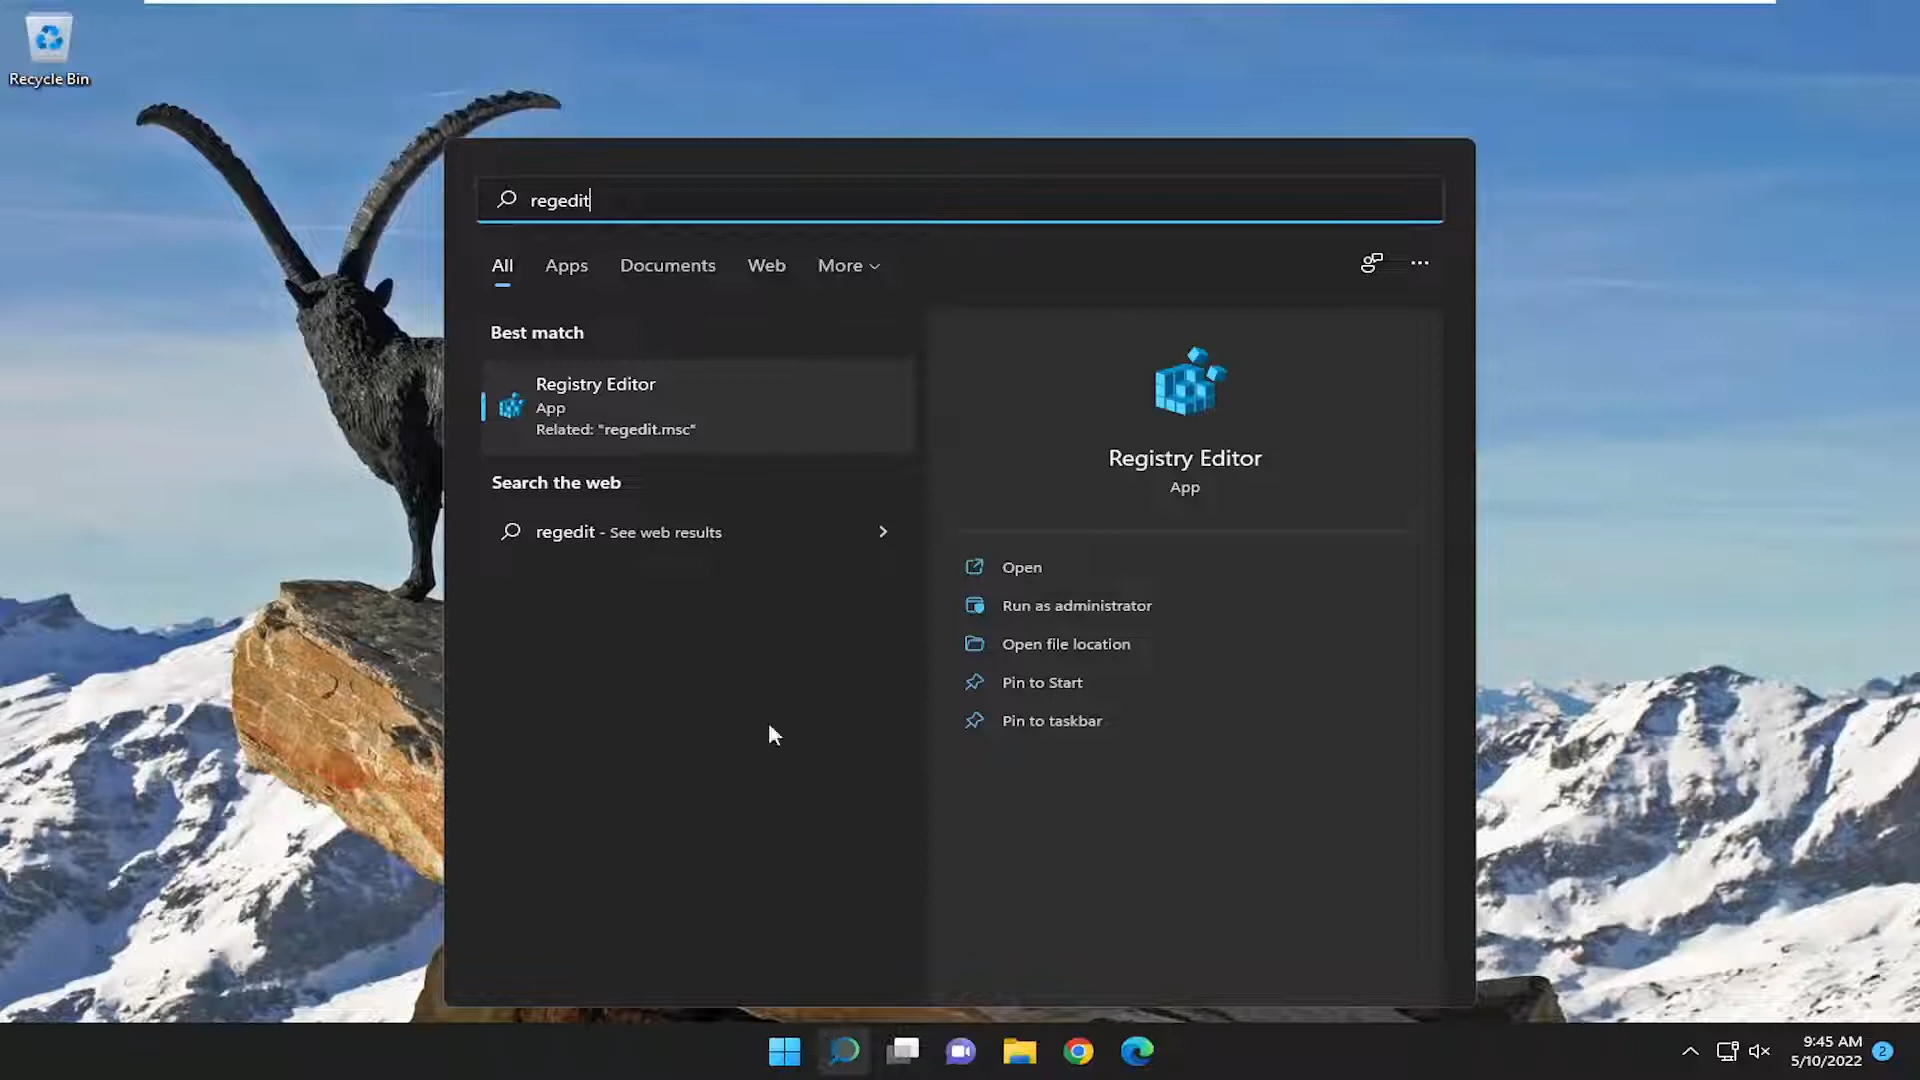 Recycle Bin
regedit
All Apps Documents Web More
Best match
Registry Editor
App
Related: "regedit.msc"
Search the web
regedit - See web results
Registry Editor
App
Open
Run as administrator
Open file location
Pin to Start
Pin to taskbar
9:45 AM
5/10/2022
2